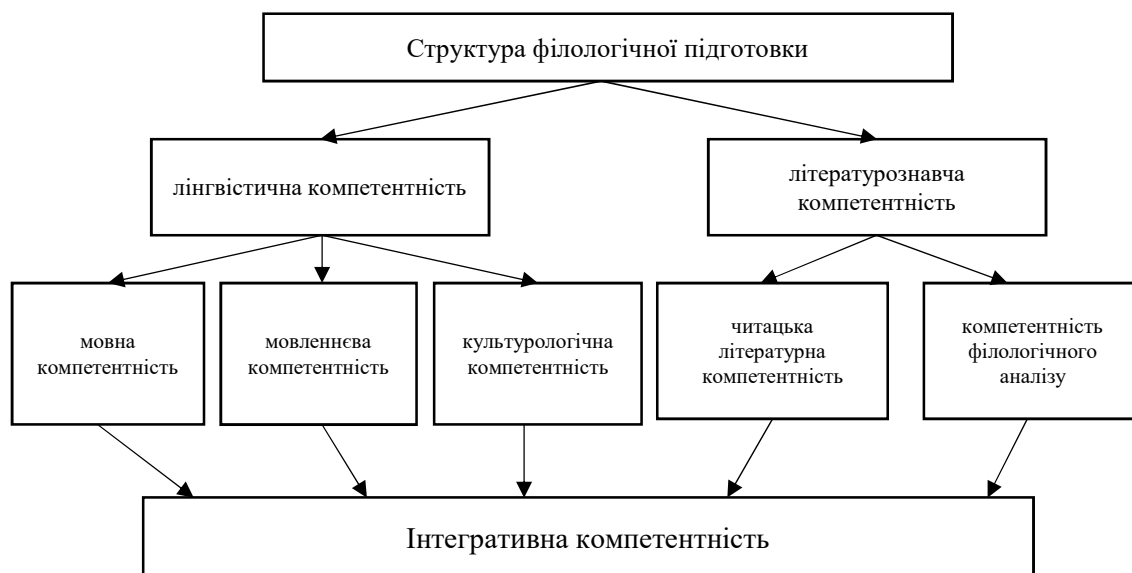 Структура філологічної підготовки
лінгвістична компетентність
літературознавча
компетентність
мовна
компетентність
мовленнєва
компетентність
культурологічна
компетентність
читацька
літературна
компетентність
компетентність
філологічного
аналізу
Інтегративна компетентність